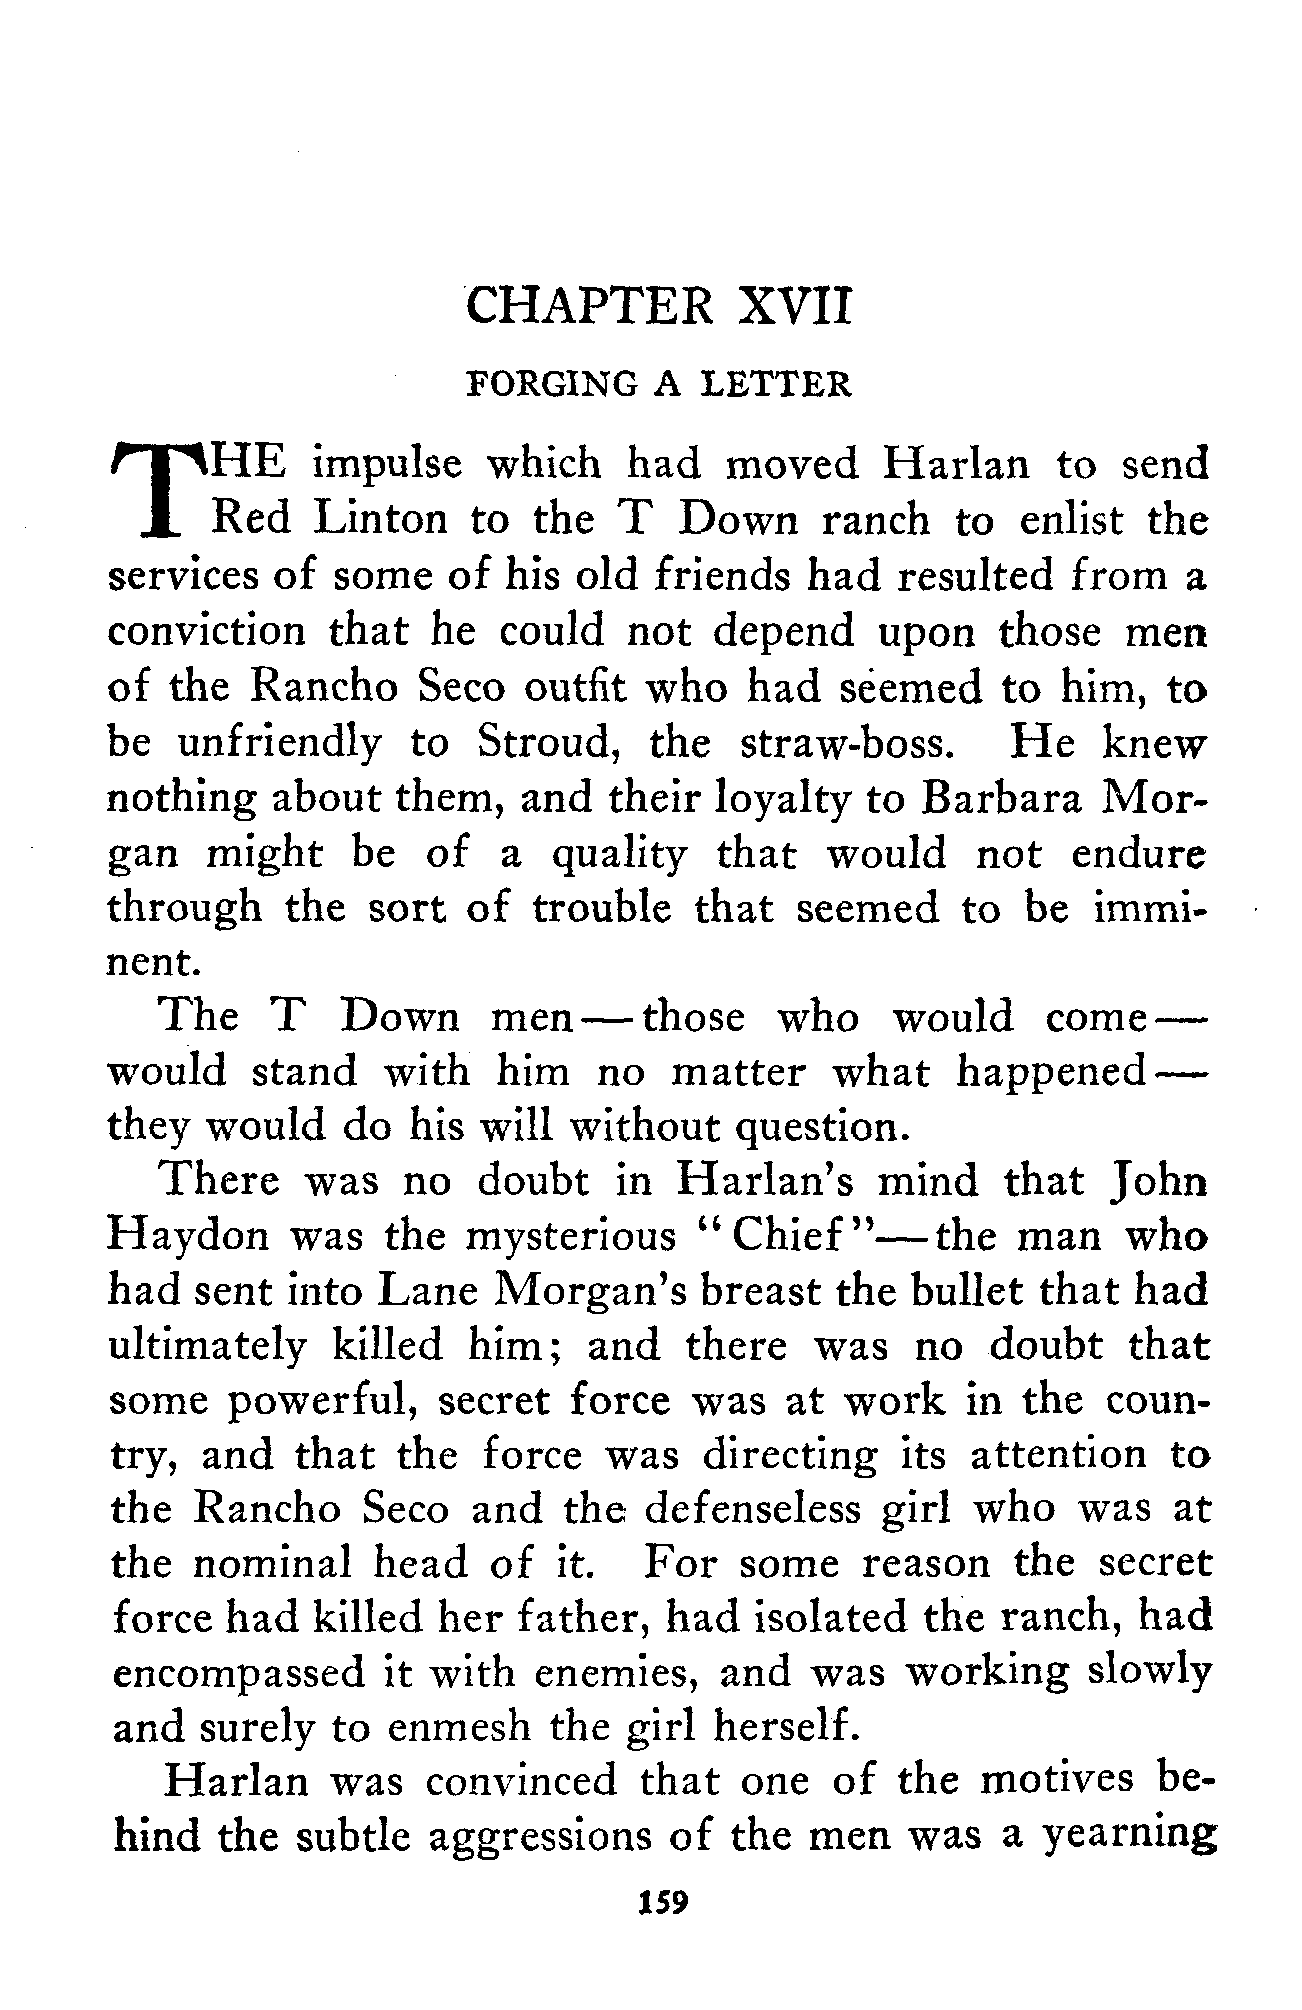 CHAPTER XVII
FORGING A LETTER
THE impulse which had moved Harlan to send
Red Linton to the T Down ranch to enlist the
services of some of his old friends had resulted from a
conviction that he could not depend upon those men
of the Rancho Seco outfit who had seemed to him, to
be unfriendly to Stroud, the straw-boss. He knew
nothing about them, and their loyalty to Barbara Mor-
gan might be of a quality that would not endure
through the sort of trouble that seemed to be immi-
nent.
The T Down men—those who would come—
would stand with him no matter what happened—
they would do his will without question.
There was no doubt in Harlan's mind that John
Haydon was the mysterious "Chief"—the man who
had sent into Lane Morgan's breast the bullet that had
ultimately killed him; and there was no doubt that
some powerful, secret force was at work in the coun-
try, and that the force was directing its attention to
the Rancho Seco and the defenseless girl who was at
the nominal head of it. For some reason the secret
force had killed her father, had isolated the ranch, had
encompassed it with enemies, and was working slowly
and surely to enmesh the girl herself.
Harlan was convinced that one of the motives be-
hind the subtle aggressions of the men was a yearning
159